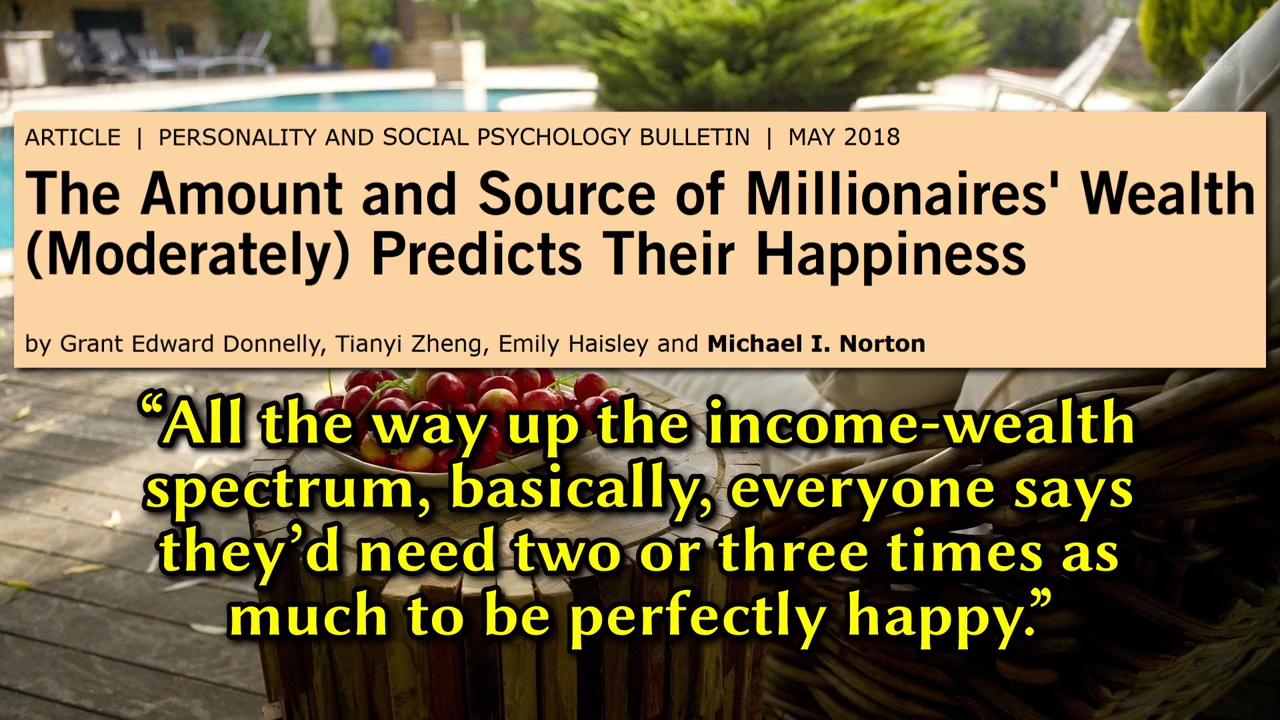 ARTICLE | PERSONALITY AND SOCIAL PSYCHOLOGY BULLETIN | MAY 2018
The Amount and Source of Millionaires' Wealth
(Moderately) Predicts Their Happiness
by Grant Edward Donnelly, Tianyi Zheng, Emily Haisley and Michael I. Norton
“All the way up the income-wealth
spectrum, basically, everyone says
they’d need two or three times as
much to be perfectly happy.”